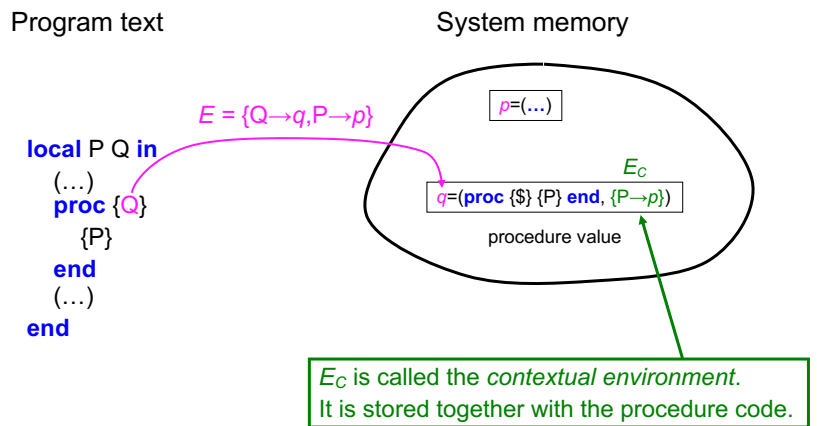 Program text
System memory
E = {Q→q,P→p}
p=(…)
local P Q in
(…)
proc {Q}
{P}
end
(…)
end
E_C
q=(proc {$} {P} end, {P→p})
procedure value
E_C is called the contextual environment.
It is stored together with the procedure code.